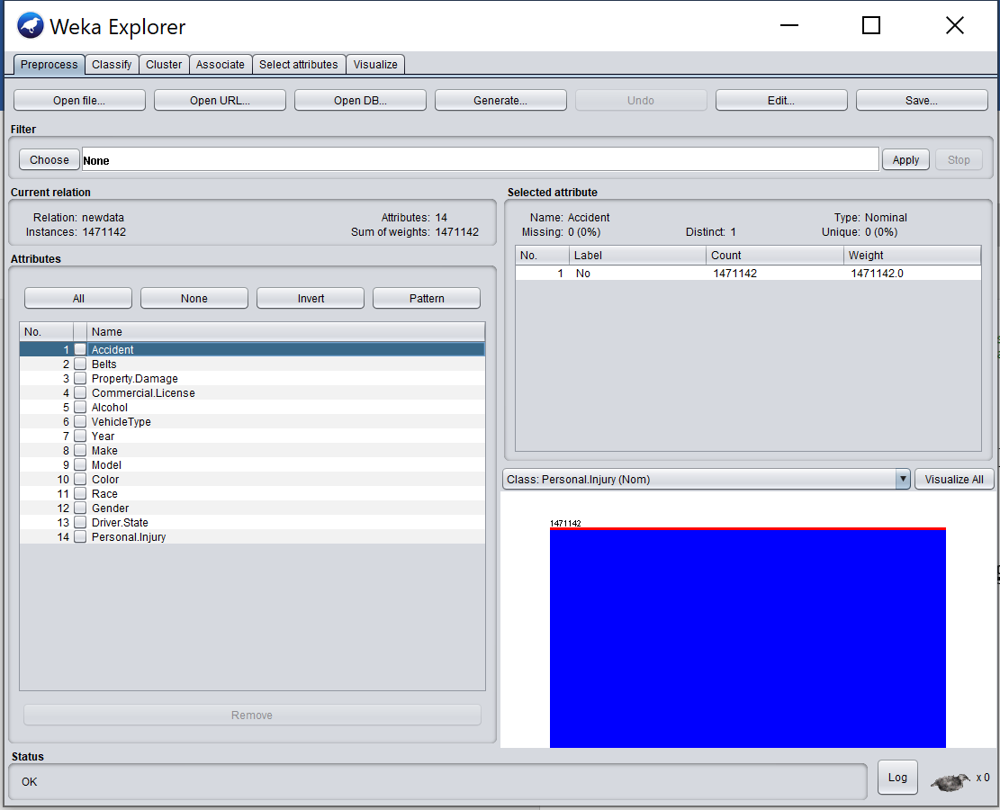 Weka Explorer
Preprocess Classify Cluster Associate Select attributes Visualize
Open file... Open URL... Open DB... Generate... Undo Edit... Save...
Filter
Choose None Apply Stop
Current relation
Relation: newdata Attributes: 14
Instances: 1471142 Sum of weights: 1471142
Attributes
All None Invert Pattern
No. Name
1 Accident
2 Belts
3 Property.Damage
4 Commercial.License
5 Alcohol
6 VehicleType
7 Year
8 Make
9 Model
10 Color
11 Race
12 Gender
13 Driver.State
14 Personal.Injury
Remove
Selected attribute
Name: Accident Type: Nominal
Missing: 0 (0%) Distinct: 1 Unique: 0 (0%)
No. Label Count Weight
1 No 1471142 1471142.0
Class: Personal.Injury (Nom) Visualize All
1471142
Status
OK Log x 0